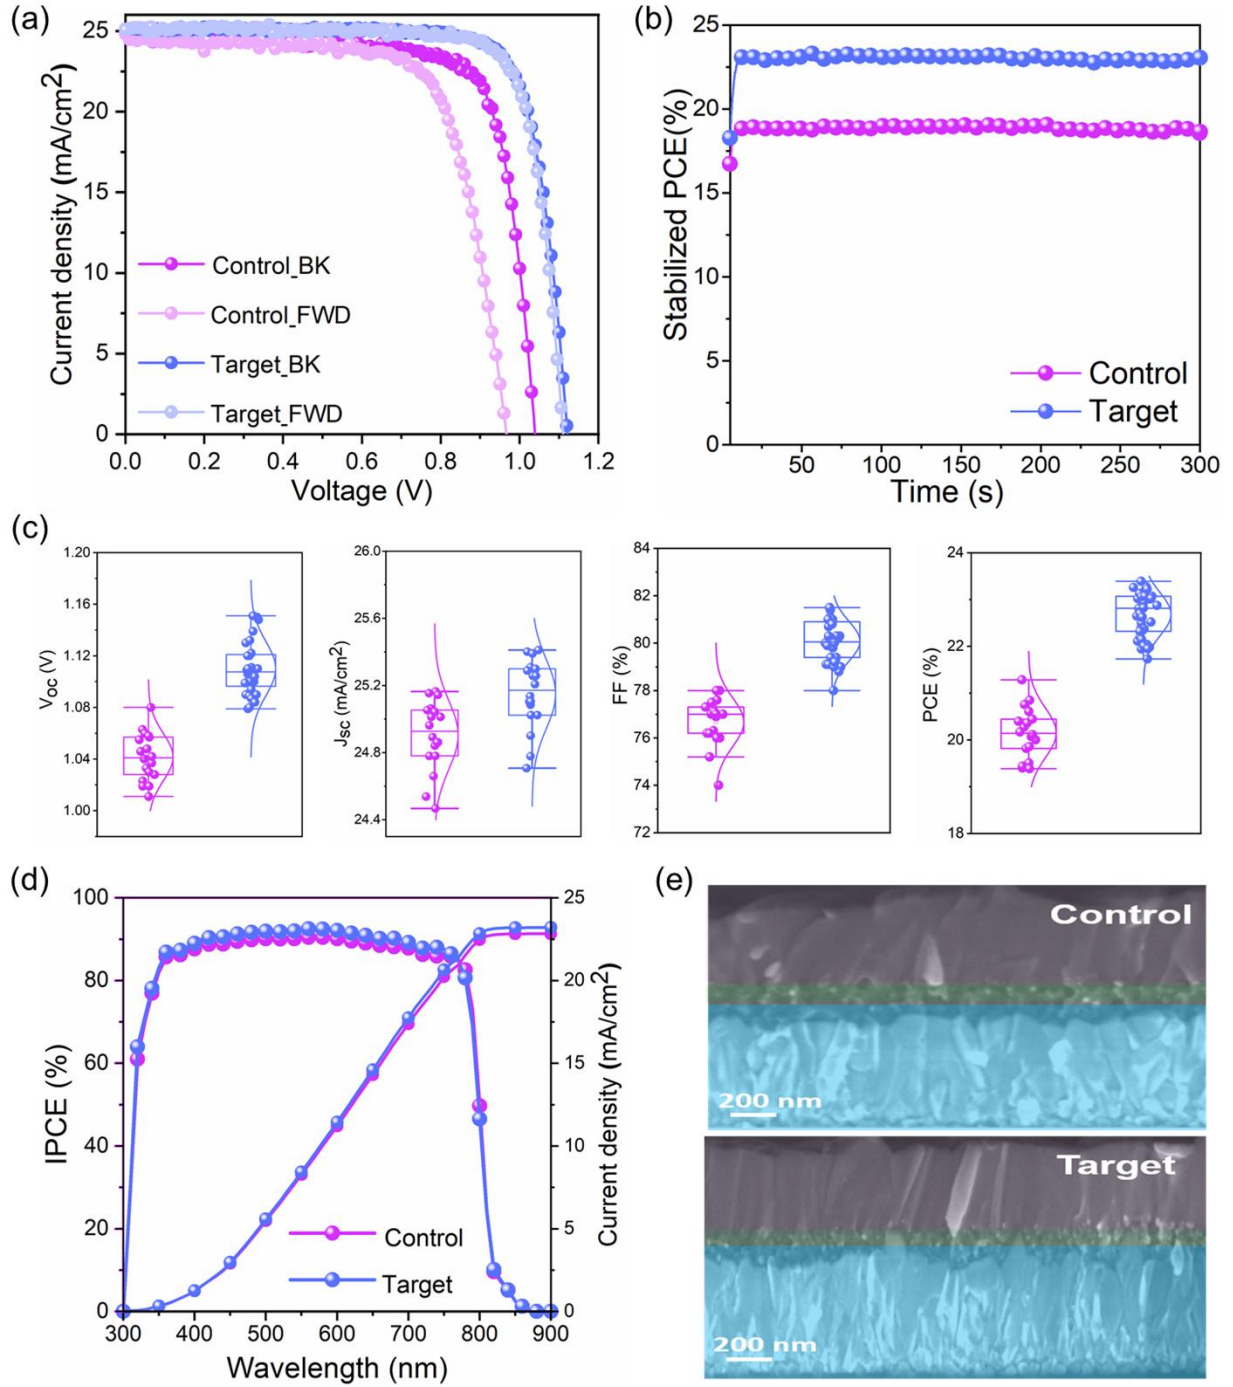 (a)
25
20
15
10
5
0
Current density (mA/cm²)
Control_BK
Control_FWD
Target_BK
Target_FWD
0.0 0.2 0.4 0.6 0.8 1.0 1.2
Voltage (V)
(b)
25
20
15
10
5
0
Stabilized PCE(%)
Control
Target
50 100 150 200 250 300
Time (s)
(c)
1.20
1.16
1.12
1.08
1.04
1.00
V_OC (V)
26.0
25.6
25.2
24.8
24.4
J_SC (mA/cm²)
84
82
80
78
76
74
72
FF (%)
24
22
20
18
PCE (%)
(d)
100
80
60
40
20
0
IPCE (%)
25
20
15
10
5
0
Current density (mA/cm²)
Control
Target
300 400 500 600 700 800 900
Wavelength (nm)
(e)
Control
200 nm
Target
200 nm